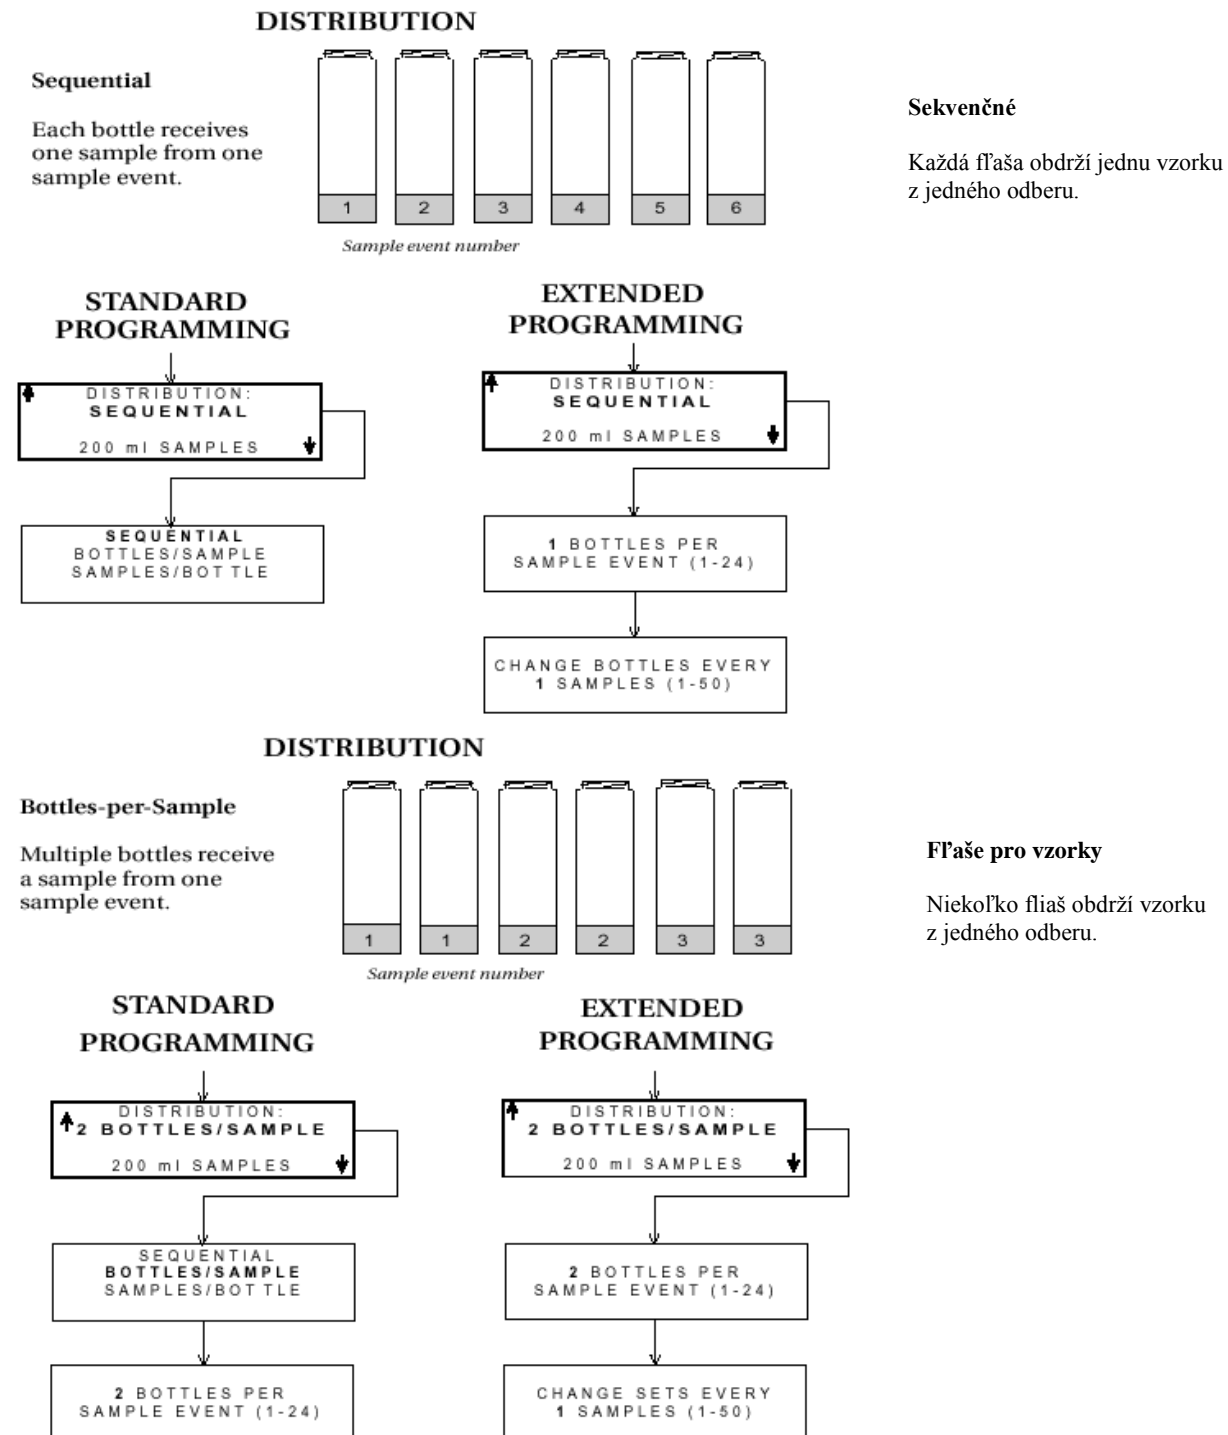 DISTRIBUTION
Sequential
Each bottle receives
one sample from one
sample event.
1 2 3 4 5 6
Sample event number
Sekvenčné
Každá fľaša obdrží jednu vzorku
z jedného odberu.
STANDARD
PROGRAMMING
DISTRIBUTION:
SEQUENTIAL
200 ml SAMPLES
SEQUENTIAL
BOTTLES/SAMPLE
SAMPLES/BOTTLE
EXTENDED
PROGRAMMING
DISTRIBUTION:
SEQUENTIAL
200 ml SAMPLES
1 BOTTLES PER
SAMPLE EVENT (1-24)
CHANGE BOTTLES EVERY
1 SAMPLES (1-50)
DISTRIBUTION
Bottles-per-Sample
Multiple bottles receive
a sample from one
sample event.
1 1 2 2 3 3
Sample event number
Fľaše pro vzorky
Niekoľko fliaš obdrží vzorku
z jedného odberu.
STANDARD
PROGRAMMING
DISTRIBUTION:
2 BOTTLES/SAMPLE
200 ml SAMPLES
SEQUENTIAL
BOTTLES/SAMPLE
SAMPLES/BOTTLE
2 BOTTLES PER
SAMPLE EVENT (1-24)
EXTENDED
PROGRAMMING
DISTRIBUTION:
2 BOTTLES/SAMPLE
200 ml SAMPLES
2 BOTTLES PER
SAMPLE EVENT (1-24)
CHANGE SETS EVERY
1 SAMPLES (1-50)